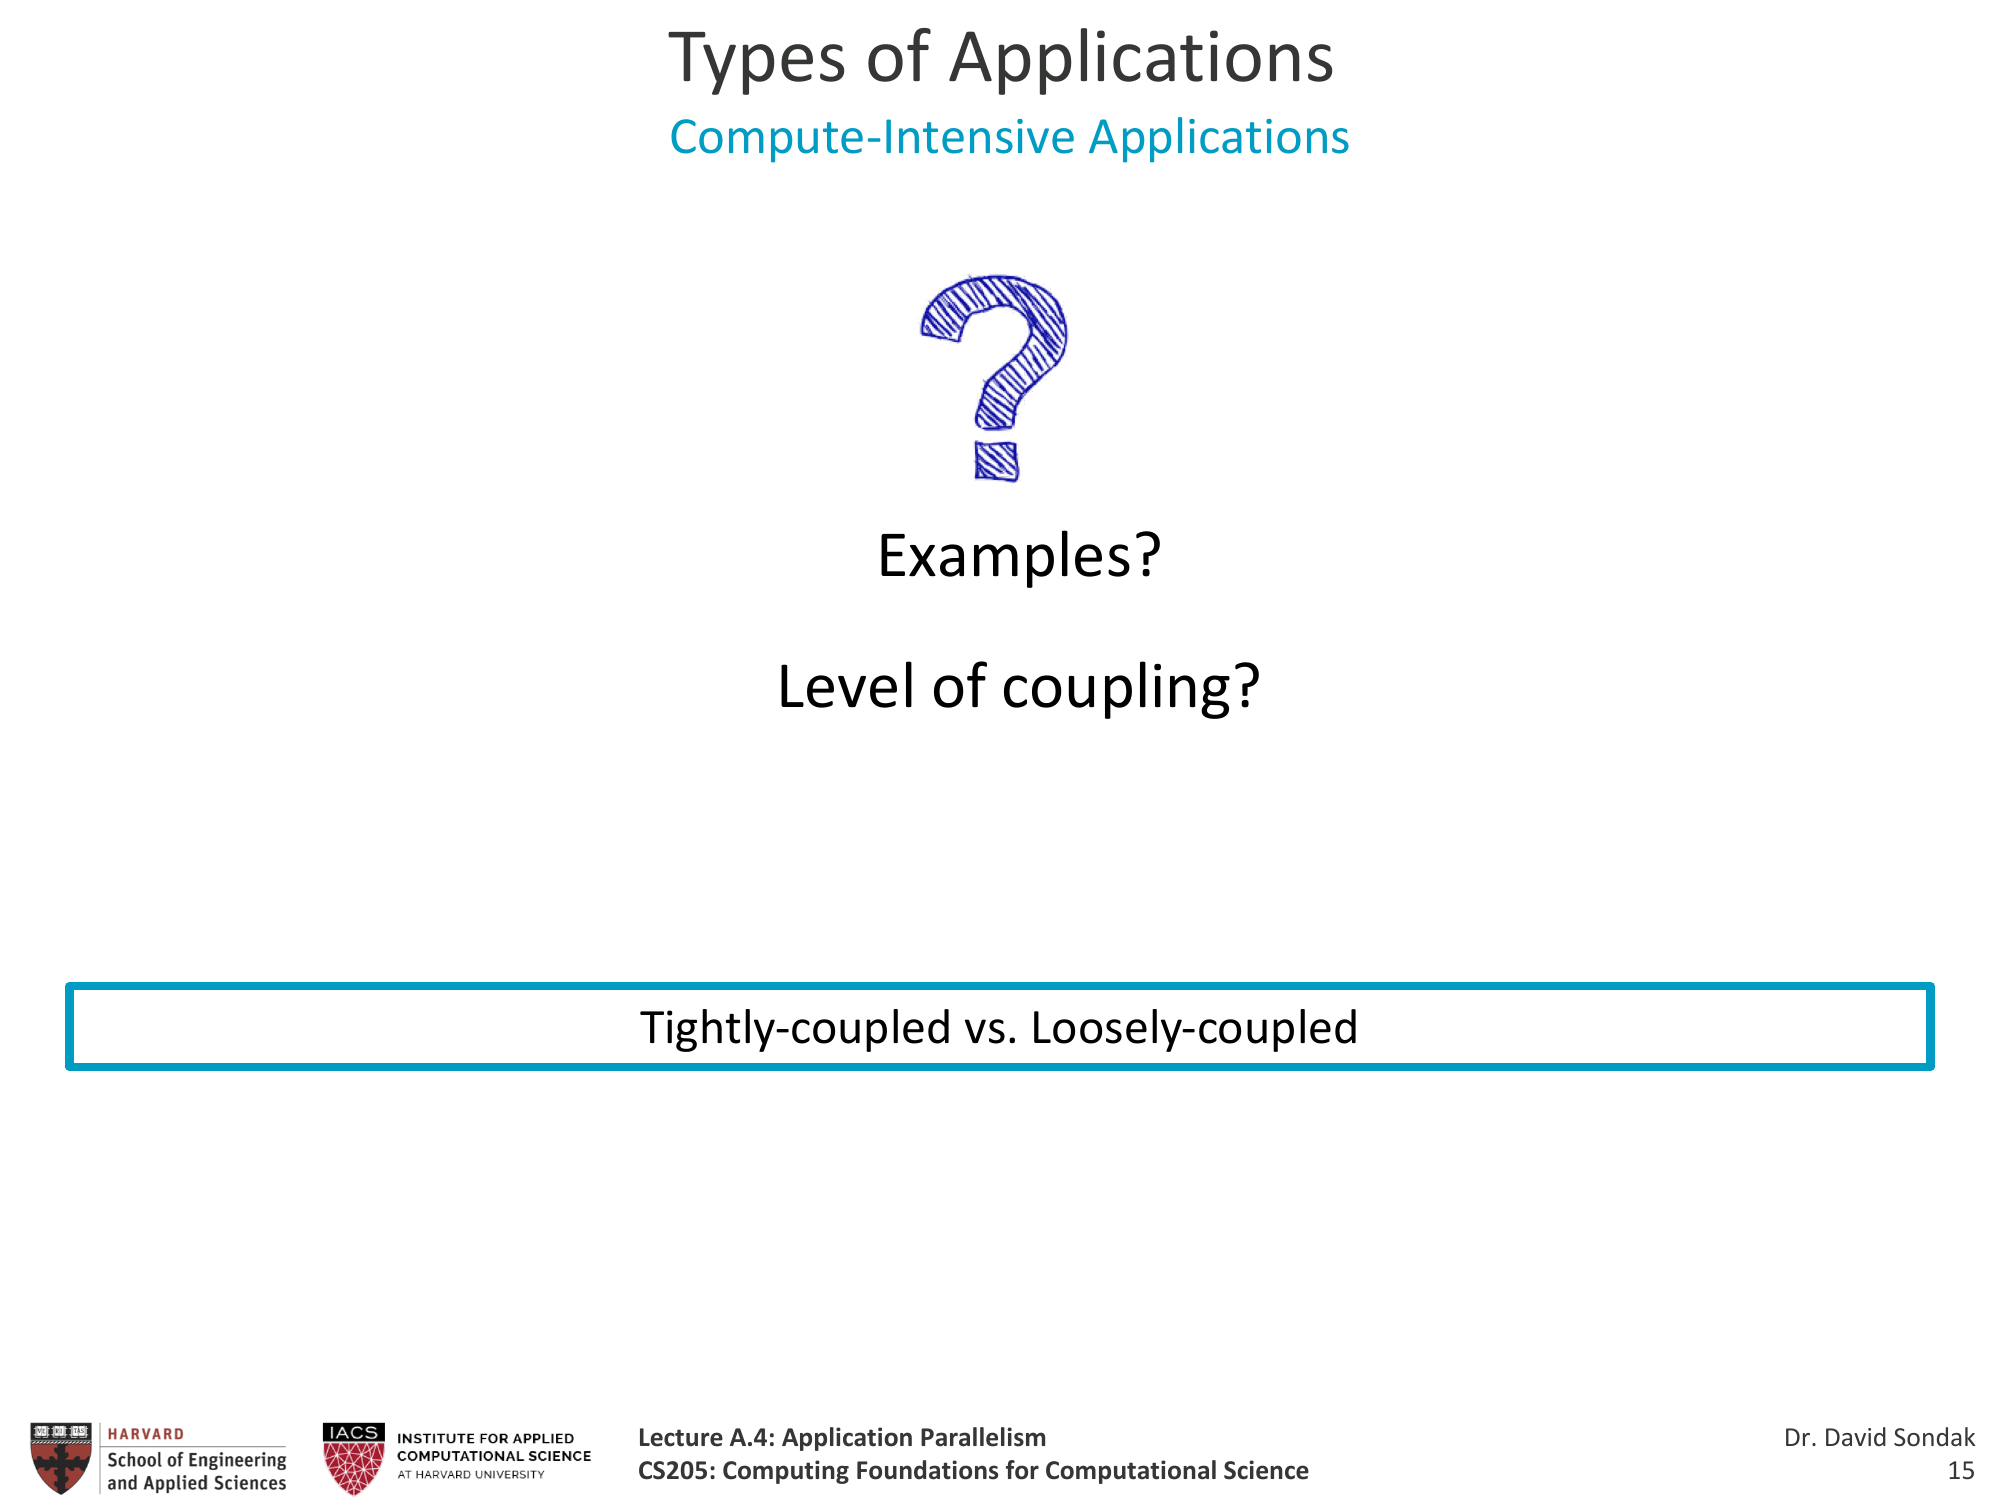 Types of Applications
Compute-Intensive Applications
?
Examples?
Level of coupling?
Tightly-coupled vs. Loosely-coupled
HARVARD
School of Engineering
and Applied Sciences
IACS
INSTITUTE FOR APPLIED
COMPUTATIONAL SCIENCE
AT HARVARD UNIVERSITY
Lecture A.4: Application Parallelism
CS205: Computing Foundations for Computational Science
Dr. David Sondak
15